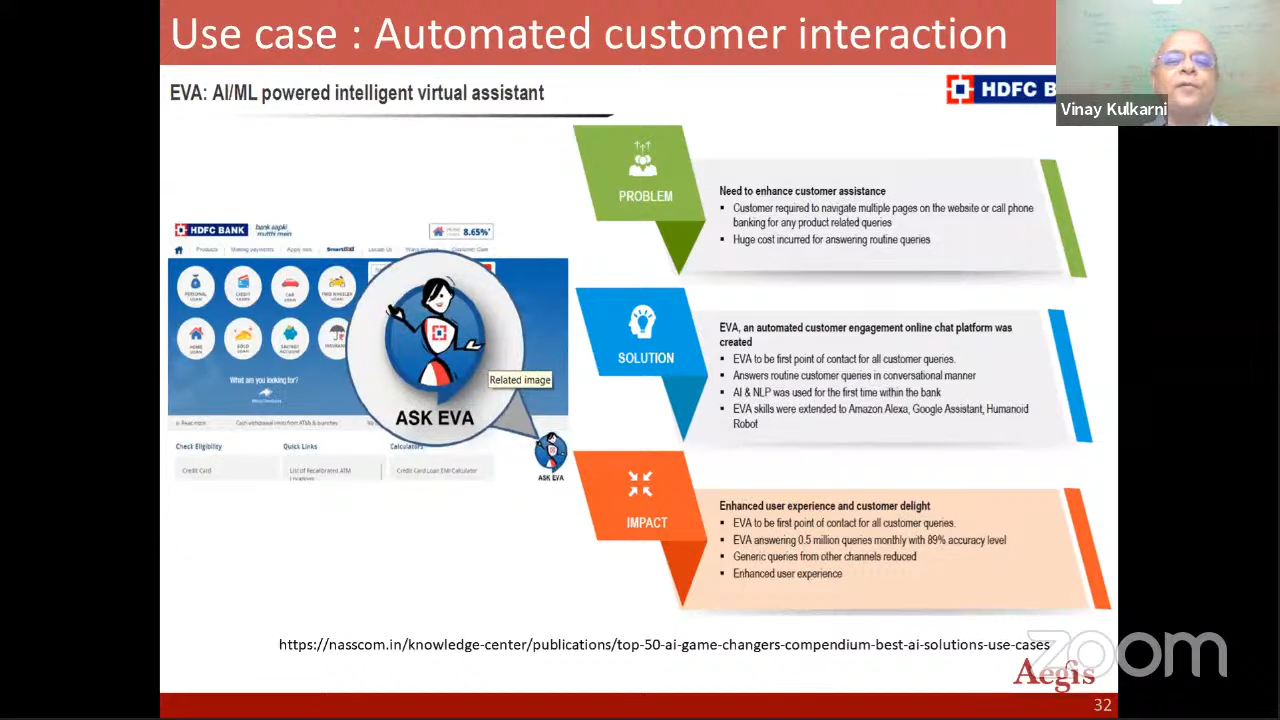 Use case : Automated customer interaction
EVA: AI/ML powered intelligent virtual assistant
HDFC B
Vinay Kulkarni
PROBLEM
Need to enhance customer assistance
▪ Customer required to navigate multiple pages on the website or call phone
banking for any product related queries
▪ Huge cost incurred for answering routine queries
HDFC BANK
bank aapki
mutthi mein
8.65%*
Products
Making payments
Apply now
Locate Us
Customer Care
PERSONAL
LOAN
CREDIT
CARDS
CAR
LOAN
TWO WHEELER
LOAN
HOME
LOAN
GOLD
LOAN
SAVINGS
ACCOUNT
What are you looking for?
Related image
ASK EVA
Cash withdrawal limits from ATMs & branches
Check Eligibility
Quick Links
Calculators
Credit Card
List of Recalibrated ATM
Locations
Credit Card Loan EMI Calculator
ASK EVA
SOLUTION
EVA, an automated customer engagement online chat platform was
created
▪ EVA to be first point of contact for all customer queries.
▪ Answers routine customer queries in conversational manner
▪ AI & NLP was used for the first time within the bank
▪ EVA skills were extended to Amazon Alexa, Google Assistant, Humanoid
Robot
IMPACT
Enhanced user experience and customer delight
▪ EVA to be first point of contact for all customer queries.
▪ EVA answering 0.5 million queries monthly with 89% accuracy level
▪ Generic queries from other channels reduced
▪ Enhanced user experience
https://nasscom.in/knowledge-center/publications/top-50-ai-game-changers-compendium-best-ai-solutions-use-cases
zoom
Aegis
32